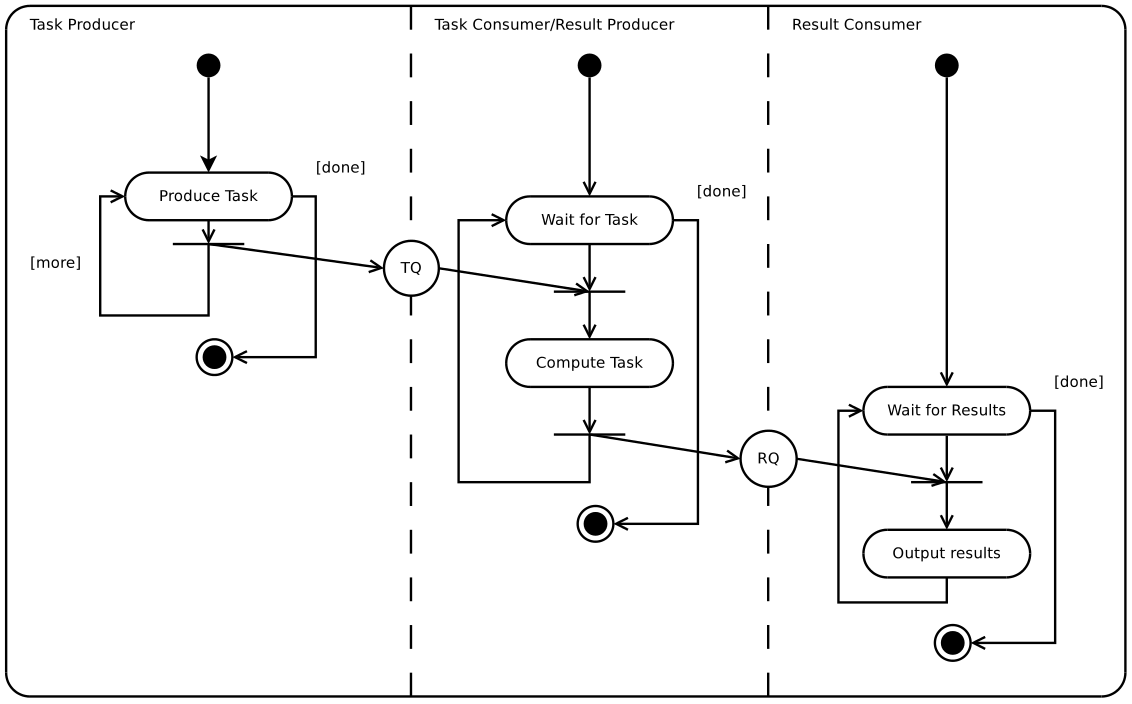 Task Producer
Task Consumer/Result Producer
Result Consumer
[done]
Produce Task
[more]
TQ
[done]
Wait for Task
Compute Task
RQ
[done]
Wait for Results
Output results